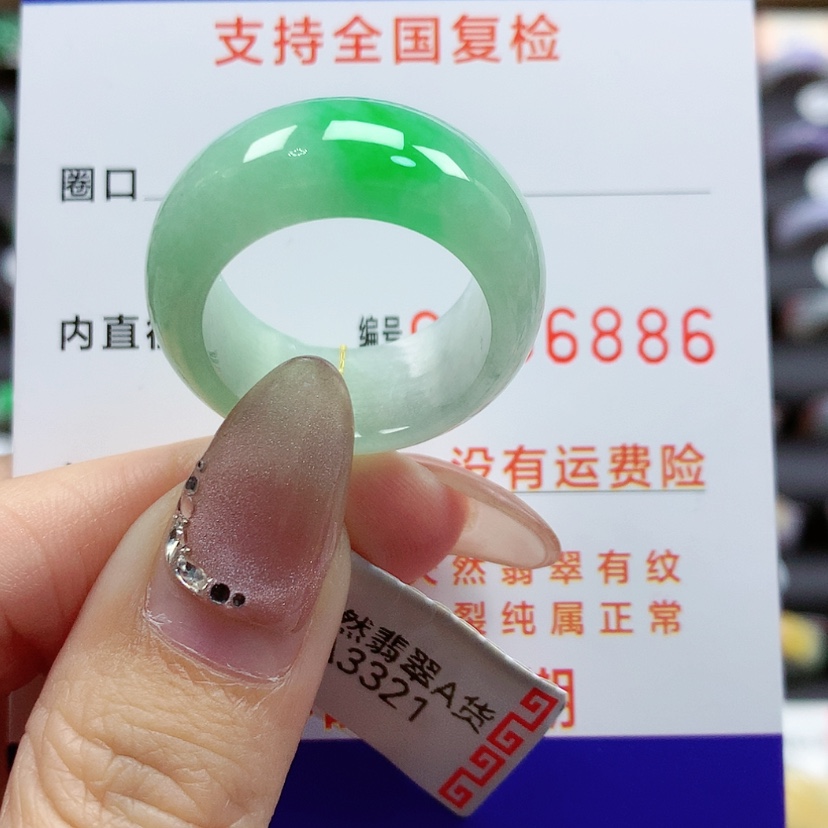 支持全国复检
圈口
内直
编号 6886
没有运费险
然翡翠有纹
裂纯属正常
然翡翠A货
3321